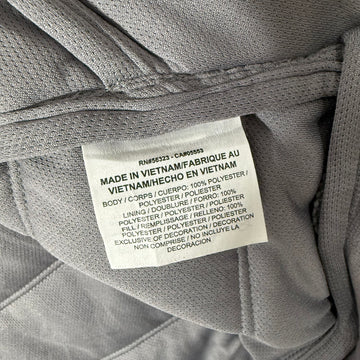 RN#56323 - CA#05553
MADE IN VIETNAM/FABRIQUE AU
VIETNAM/HECHO EN VIETNAM
BODY / CORPS / CUERPO: 100% POLYESTER /
POLYESTER / POLIESTER
LINING / DOUBLURE / FORRO: 100%
POLYESTER / POLYESTER / POLIESTER
FILL / REMPLISSAGE / RELLENO: 100%
POLYESTER / POLYESTER / POLIESTER
EXCLUSIVE OF DECORATION / DECORATION
NON COMPRISE / NO INCLUYE LA
DECORACION